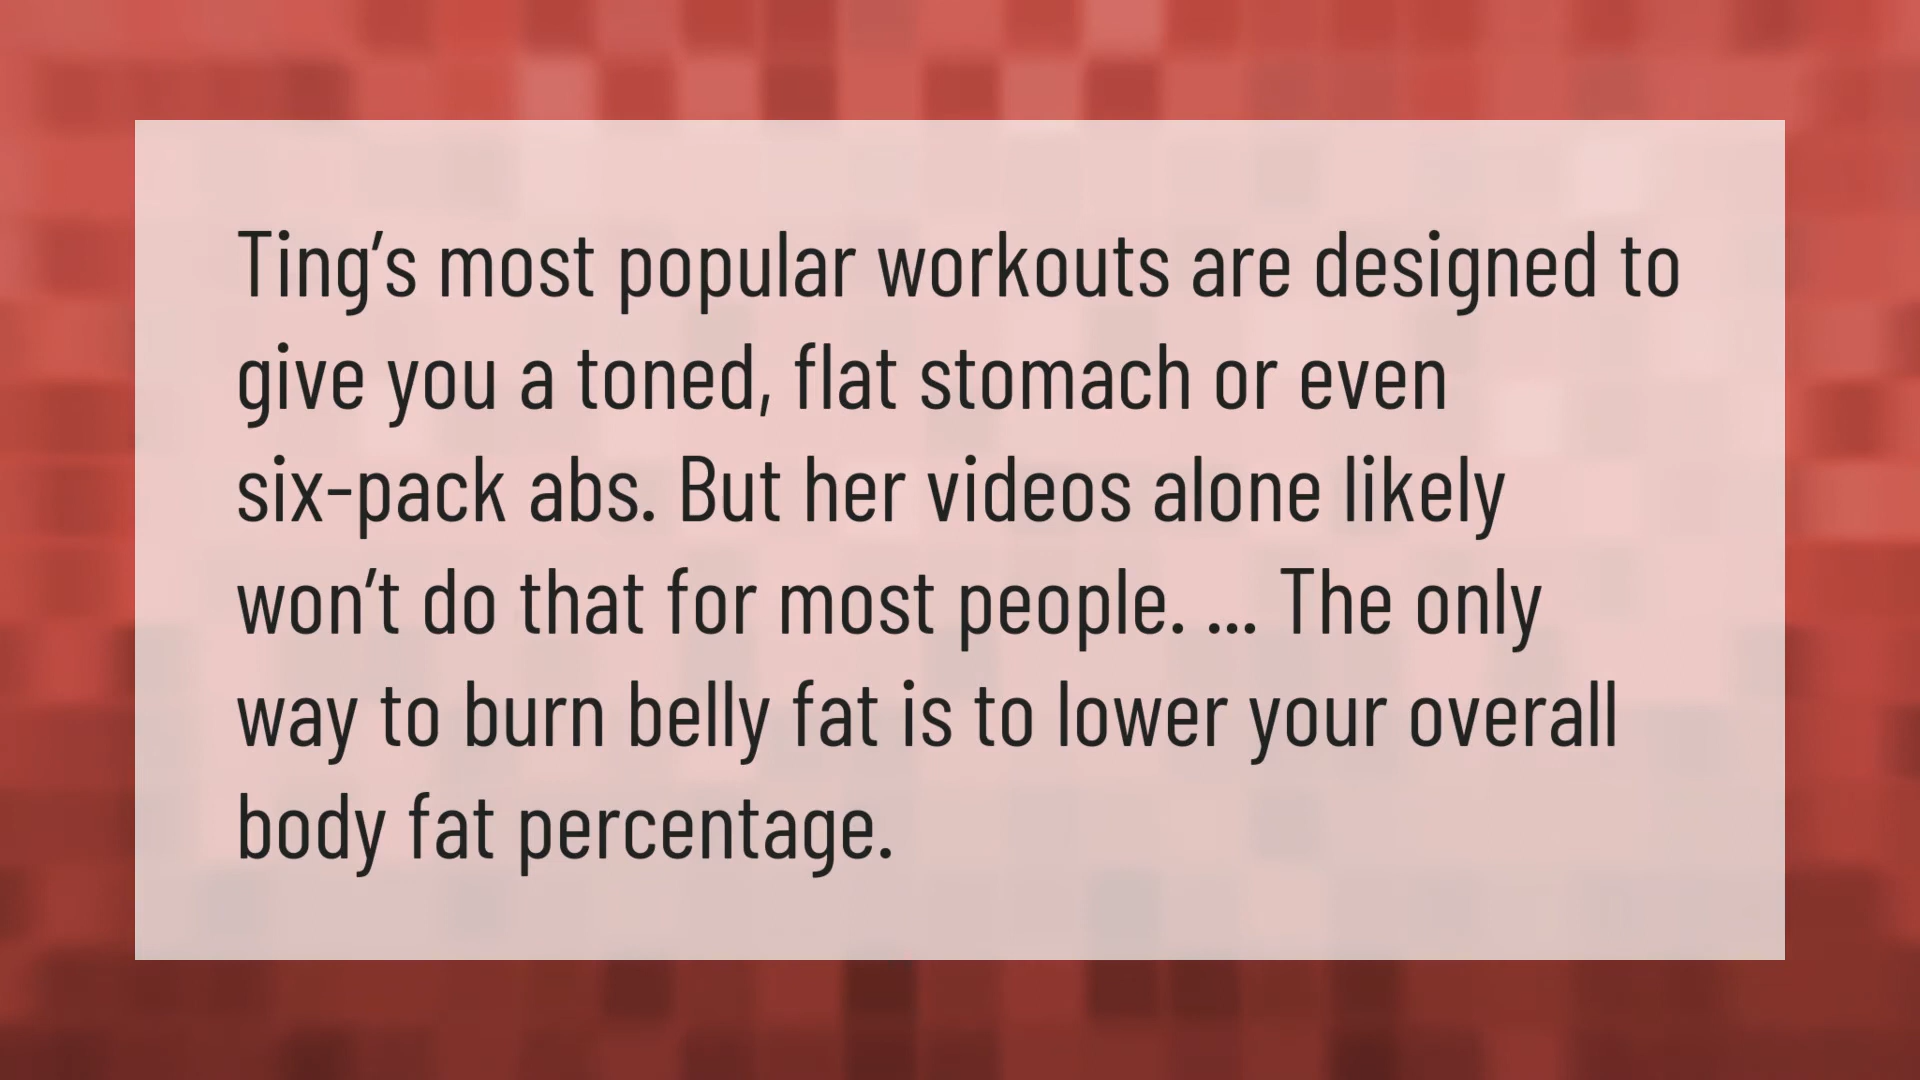 Ting’s most popular workouts are designed to
give you a toned, flat stomach or even
six-pack abs. But her videos alone likely
won’t do that for most people. ... The only
way to burn belly fat is to lower your overall
body fat percentage.